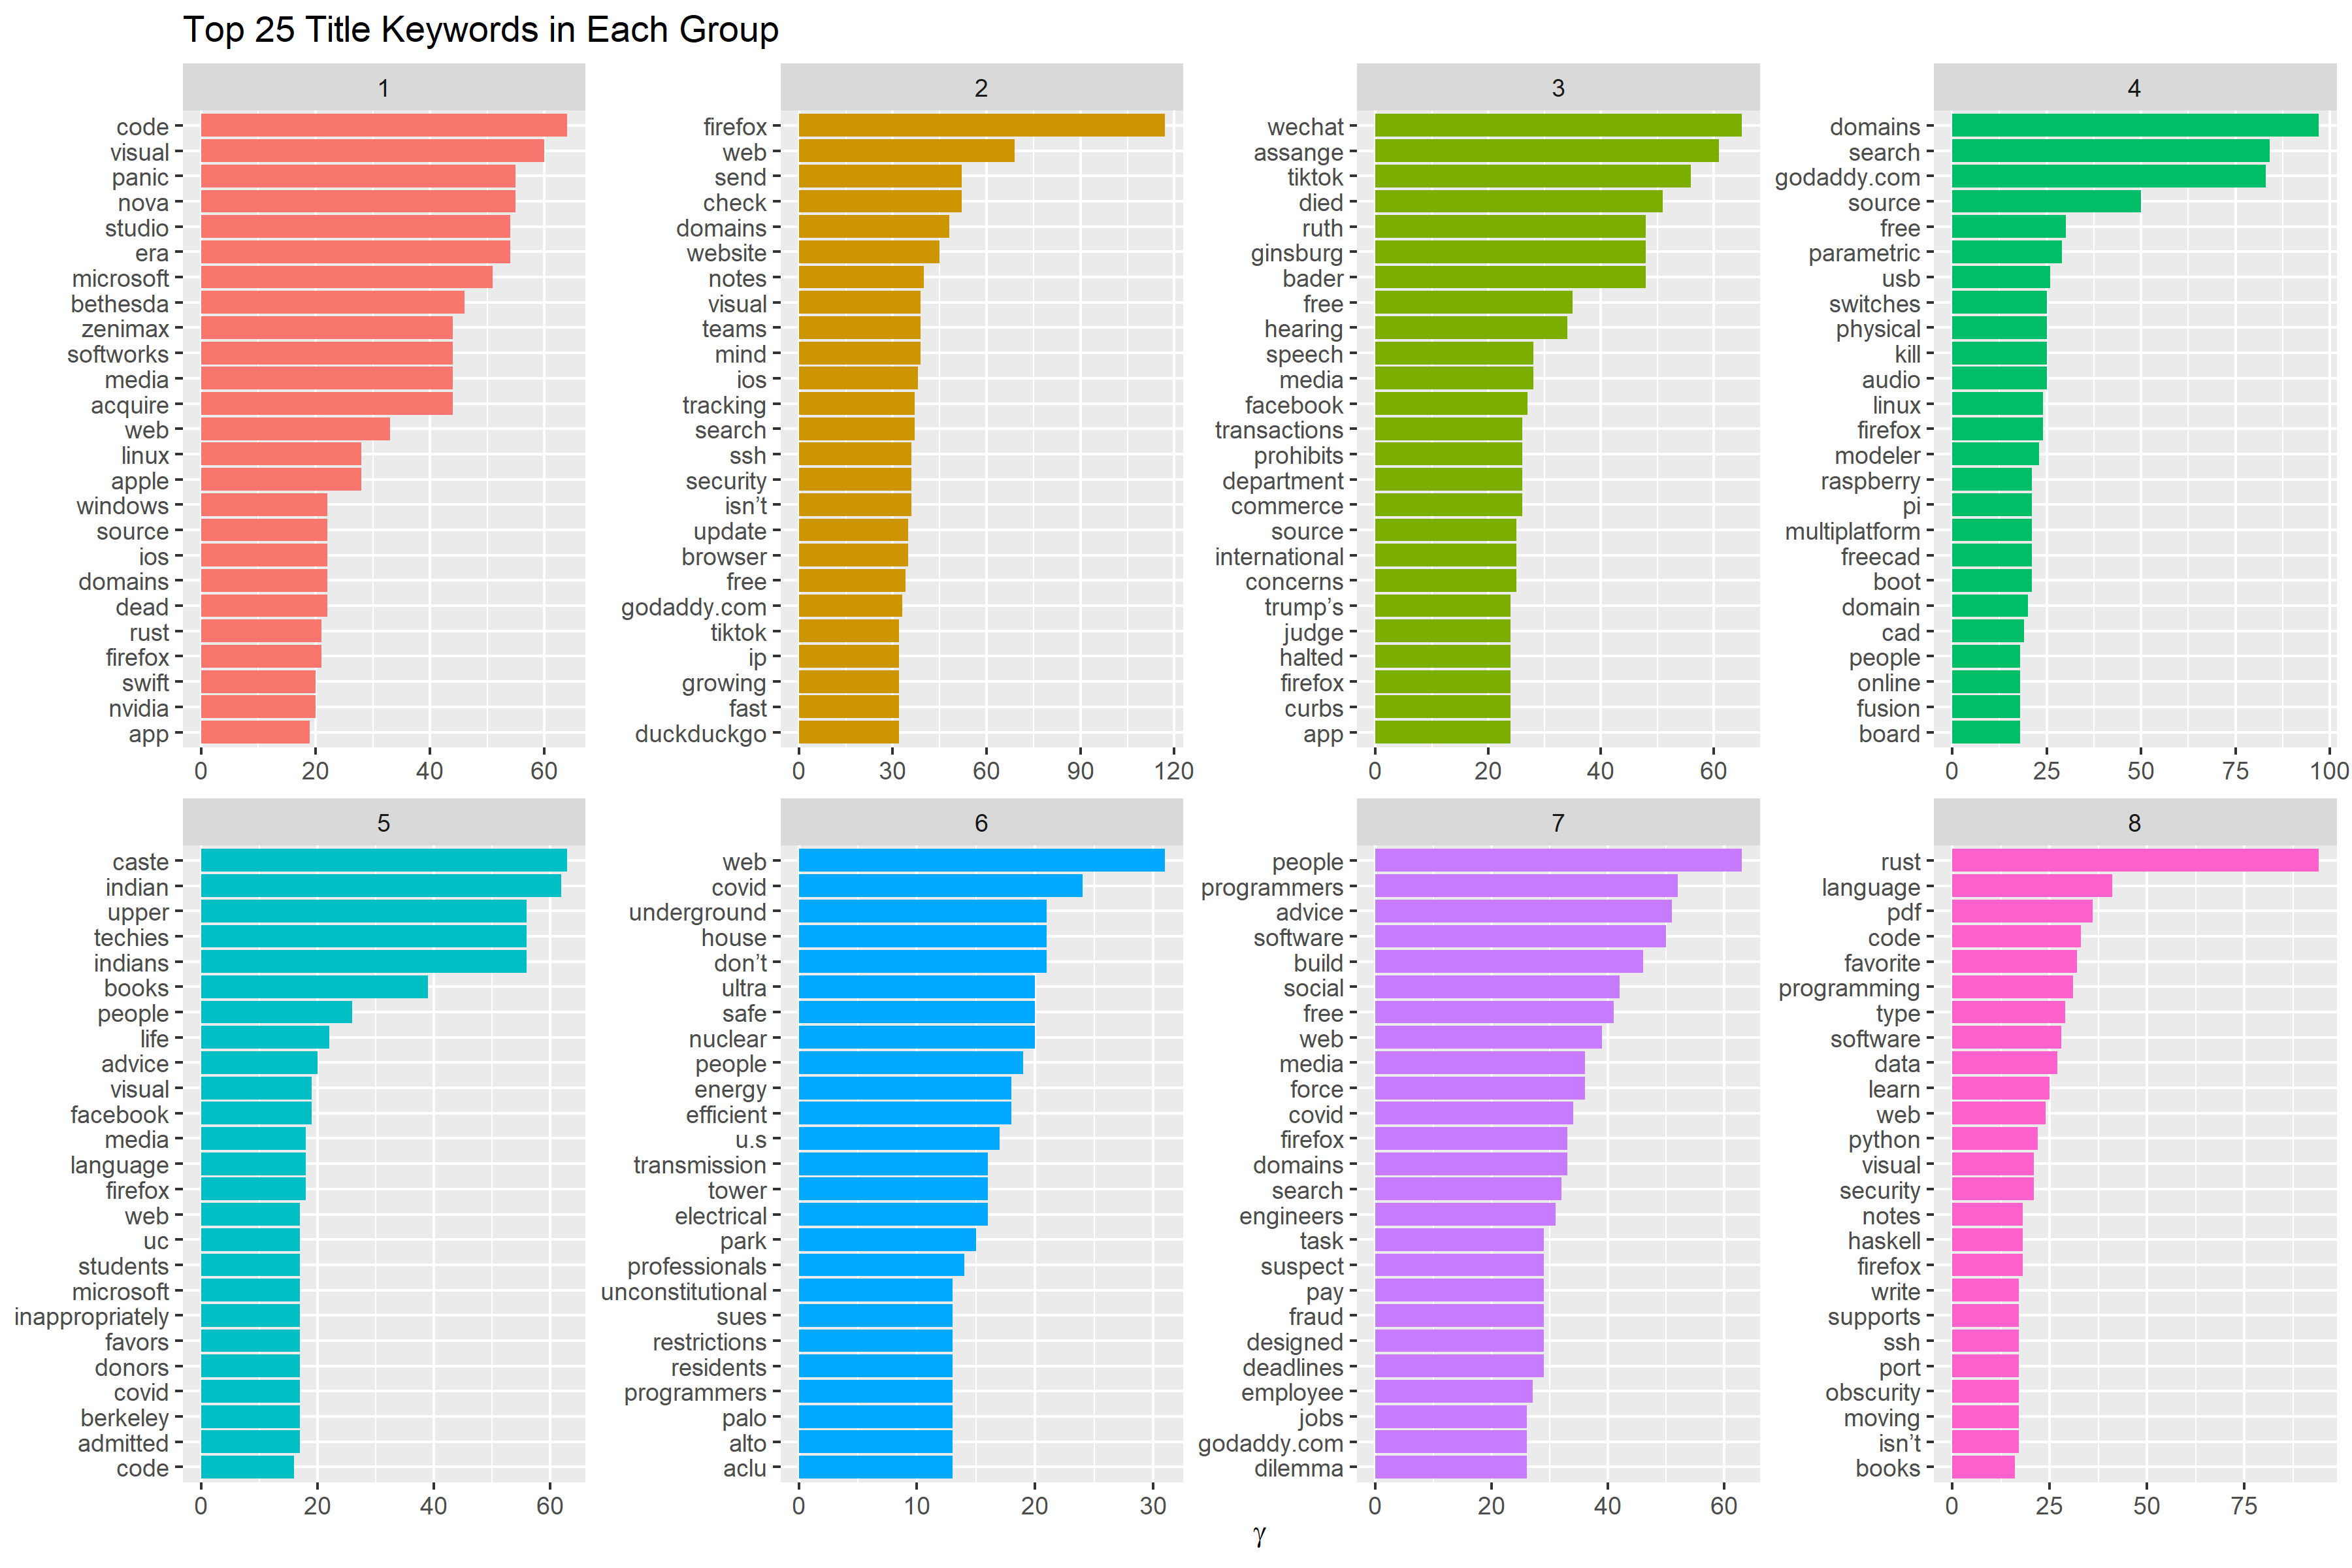 Top 25 Title Keywords in Each Group
1
code
visual
panic
nova
studio
era
microsoft
bethesda
zenimax
softworks
media
acquire
web
linux
apple
windows
source
ios
domains
dead
rust
firefox
swift
nvidia
app
0 20 40 60
2
firefox
web
send
check
domains
website
notes
visual
teams
mind
ios
tracking
search
ssh
security
isn’t
update
browser
free
godaddy.com
tiktok
ip
growing
fast
duckduckgo
0 30 60 90 120
3
wechat
assange
tiktok
died
ruth
ginsburg
bader
free
hearing
speech
media
facebook
transactions
prohibits
department
commerce
source
international
concerns
trump’s
judge
halted
firefox
curbs
app
0 20 40 60
4
domains
search
godaddy.com
source
free
parametric
usb
switches
physical
kill
audio
linux
firefox
modeler
raspberry
pi
multiplatform
freecad
boot
domain
cad
people
online
fusion
board
0 25 50 75 100
5
caste
indian
upper
techies
indians
books
people
life
advice
visual
facebook
media
language
firefox
web
uc
students
microsoft
inappropriately
favors
donors
covid
berkeley
admitted
code
0 20 40 60
6
web
covid
underground
house
don’t
ultra
safe
nuclear
people
energy
efficient
u.s
transmission
tower
electrical
park
professionals
unconstitutional
sues
restrictions
residents
programmers
palo
alto
aclu
0 10 20 30
7
people
programmers
advice
software
build
social
free
web
media
force
covid
firefox
domains
search
engineers
task
suspect
pay
fraud
designed
deadlines
employee
jobs
godaddy.com
dilemma
0 20 40 60
8
rust
language
pdf
code
favorite
programming
type
software
data
learn
web
python
visual
security
notes
haskell
firefox
write
supports
ssh
port
obscurity
moving
isn’t
books
0 25 50 75
γ